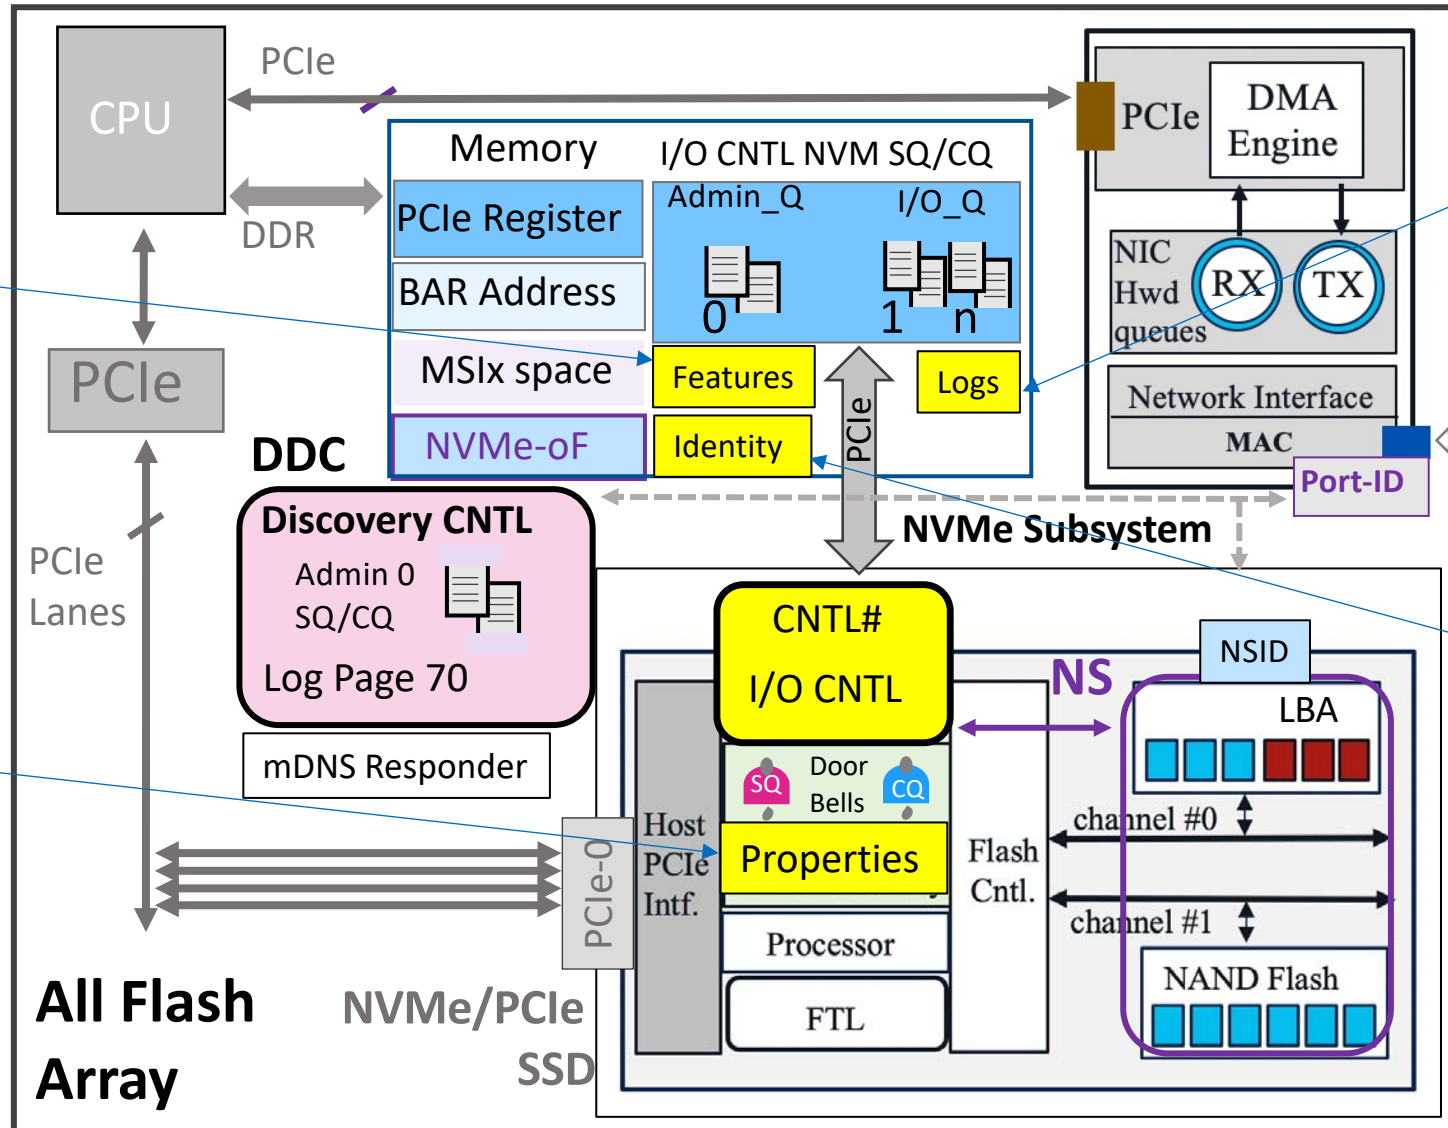 CPU
PCIe
DDR
PCIe
PCIe
Lanes
Memory
PCIe Register
BAR Address
MSIx space
NVMe-oF
I/O CNTL NVM SQ/CQ
Admin_Q
I/O_Q
0
1
n
Features
Logs
Identity
PCIe
PCIe
DMA
Engine
NIC
Hwd
queues
RX
TX
Network Interface
MAC
Port-ID
DDC
Discovery CNTL
Admin 0
SQ/CQ
Log Page 70
mDNS Responder
NVMe Subsystem
CNTL#
I/O CNTL
NS
NSID
LBA
SQ
Door
Bells
CQ
Properties
Host
PCIe
Intf.
PCIe-0
Processor
FTL
Flash
Cntl.
channel #0
channel #1
NAND Flash
All Flash
Array
NVMe/PCIe
SSD